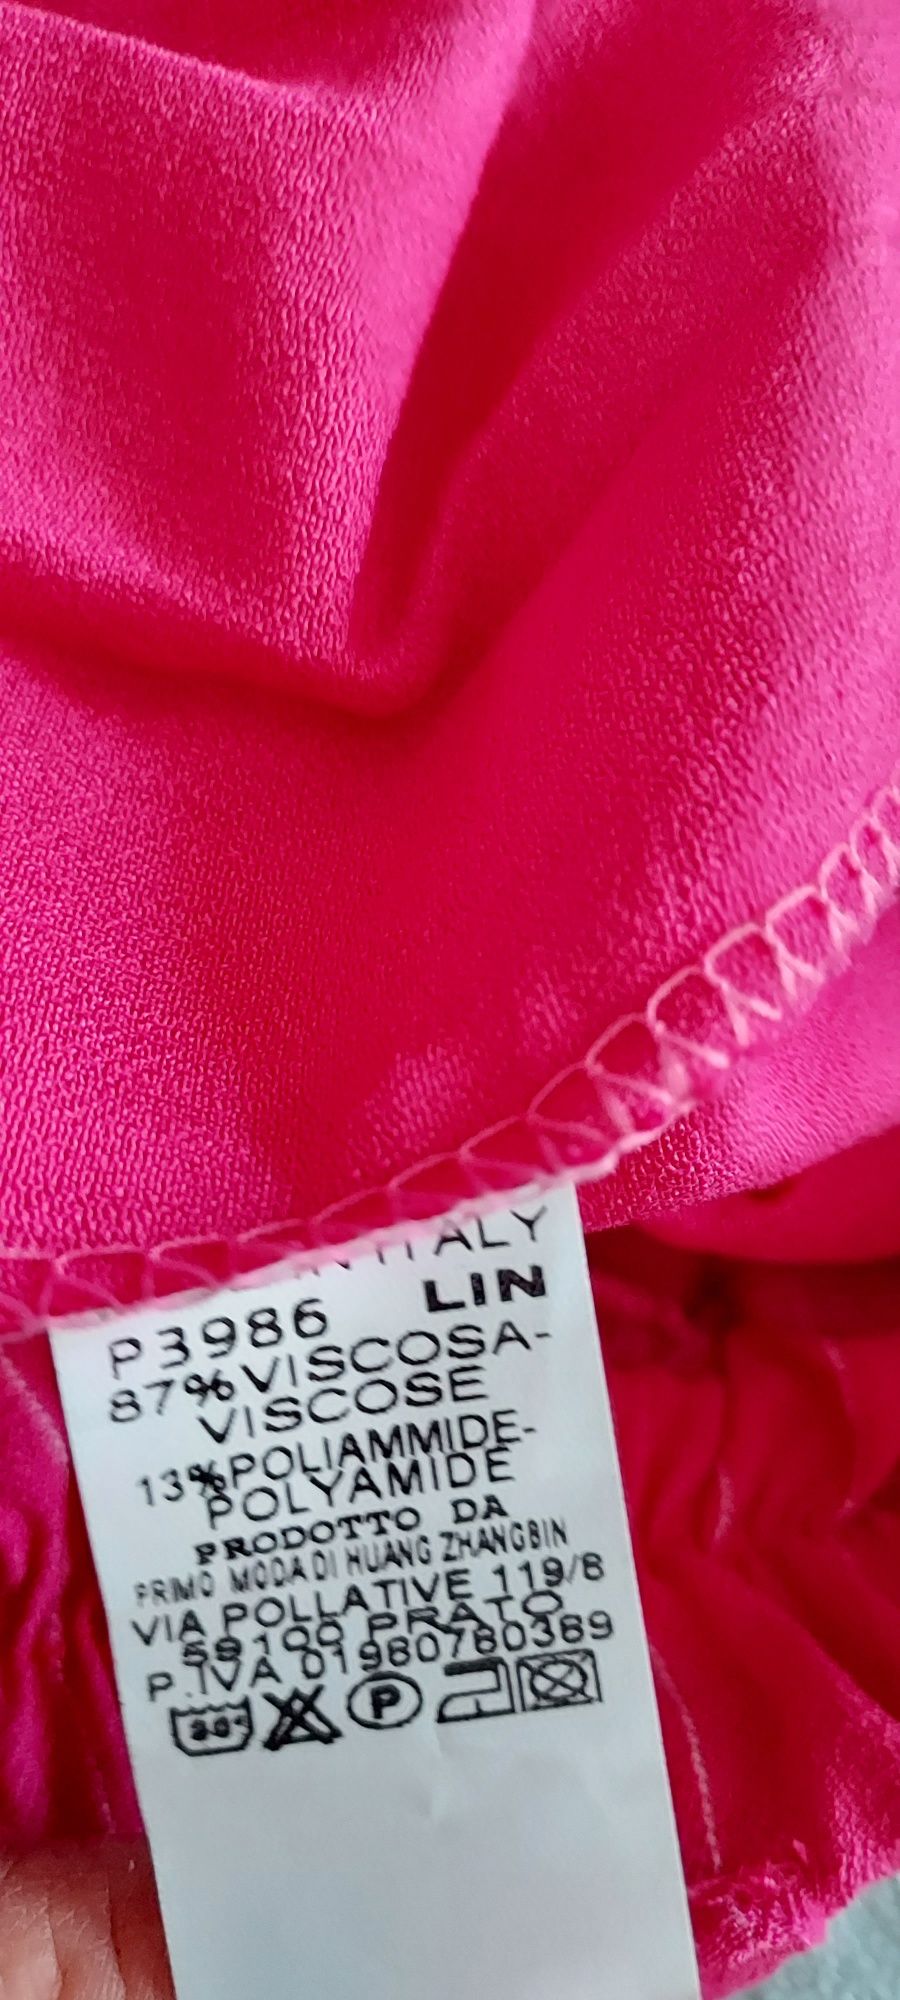 ITALY
P3986 LIN
87%VISCOSA-
VISCOSE
13%POLIAMMIDE-
POLYAMIDE
PRODOTTO DA
PRIMO MODA DI HUANG ZHANGBIN
VIA POLLATIVE 119/B
59100 PRATO
P.IVA 01980780389
P